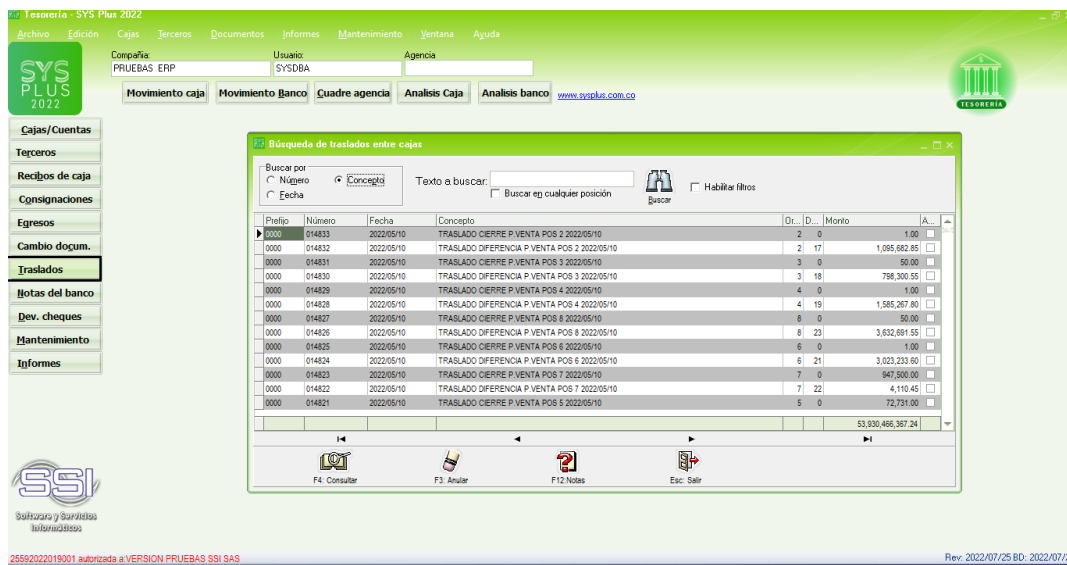 Tesorería - SYS Plus 2022
Archivo Edición Cajas Terceros Documentos Informes Mantenimiento Ventana Ayuda
SYS
PLUS
2022
Compañia: Usuario: Agencia
PRUEBAS ERP SYSDBA
Movimiento caja Movimiento Banco Cuadre agencia Analisis Caja Analisis banco www.sysplus.com.co
TESORERÍA
Cajas/Cuentas
Terceros
Recibos de caja
Consignaciones
Egresos
Cambio docum.
Traslados
Notas del banco
Dev. cheques
Mantenimiento
Informes
Búsqueda de traslados entre cajas
Buscar por
Número Concepto
Fecha
Texto a buscar:
Buscar en cualquier posición
Buscar
Habilitar filtros
Prefijo Número Fecha Concepto Or... D... Monto A...
0000 014833 2022/05/10 TRASLADO CIERRE P.VENTA POS 2 2022/05/10 2 0 1.00
0000 014832 2022/05/10 TRASLADO DIFERENCIA P.VENTA POS 2 2022/05/10 2 17 1,095,682.85
0000 014831 2022/05/10 TRASLADO CIERRE P.VENTA POS 3 2022/05/10 3 0 50.00
0000 014830 2022/05/10 TRASLADO DIFERENCIA P.VENTA POS 3 2022/05/10 3 18 798,300.55
0000 014829 2022/05/10 TRASLADO CIERRE P.VENTA POS 4 2022/05/10 4 0 1.00
0000 014828 2022/05/10 TRASLADO DIFERENCIA P.VENTA POS 4 2022/05/10 4 19 1,585,267.80
0000 014827 2022/05/10 TRASLADO CIERRE P.VENTA POS 8 2022/05/10 8 0 50.00
0000 014826 2022/05/10 TRASLADO DIFERENCIA P.VENTA POS 8 2022/05/10 8 23 3,632,691.55
0000 014825 2022/05/10 TRASLADO CIERRE P.VENTA POS 6 2022/05/10 6 0 1.00
0000 014824 2022/05/10 TRASLADO DIFERENCIA P.VENTA POS 6 2022/05/10 6 21 3,023,233.60
0000 014823 2022/05/10 TRASLADO CIERRE P.VENTA POS 7 2022/05/10 7 0 947,500.00
0000 014822 2022/05/10 TRASLADO DIFERENCIA P.VENTA POS 7 2022/05/10 7 22 4,110.45
0000 014821 2022/05/10 TRASLADO CIERRE P.VENTA POS 5 2022/05/10 5 0 72,731.00
53,930,466,367.24
F4: Consultar F3: Anular F12:Notas Esc: Salir
SSI
Software y Servicios
Informáticos
25592022019001 autorizada a:VERSION PRUEBAS SSI SAS
Rev: 2022/07/25 BD: 2022/07/